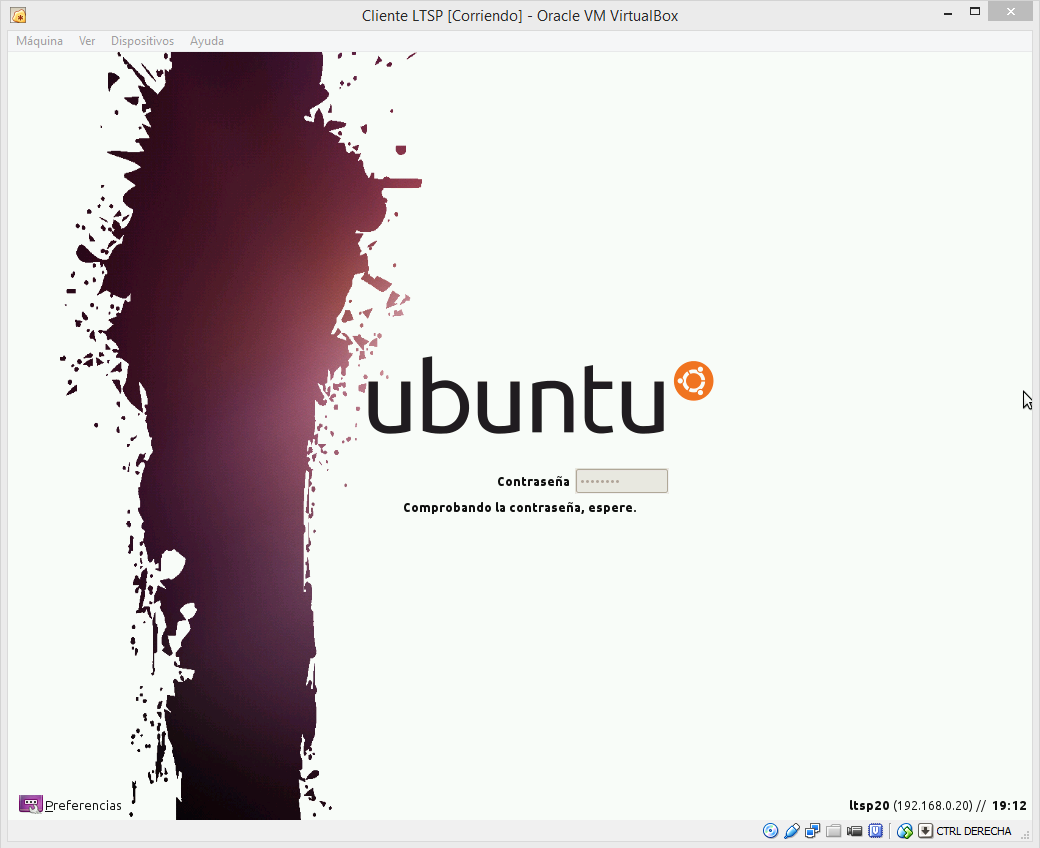 Cliente LTSP [Corriendo] - Oracle VM VirtualBox
Máquina Ver Dispositivos Ayuda
ubuntu
Contraseña ••••••••
Comprobando la contraseña, espere.
Preferencias ltsp20 (192.168.0.20) // 19:12
CTRL DERECHA